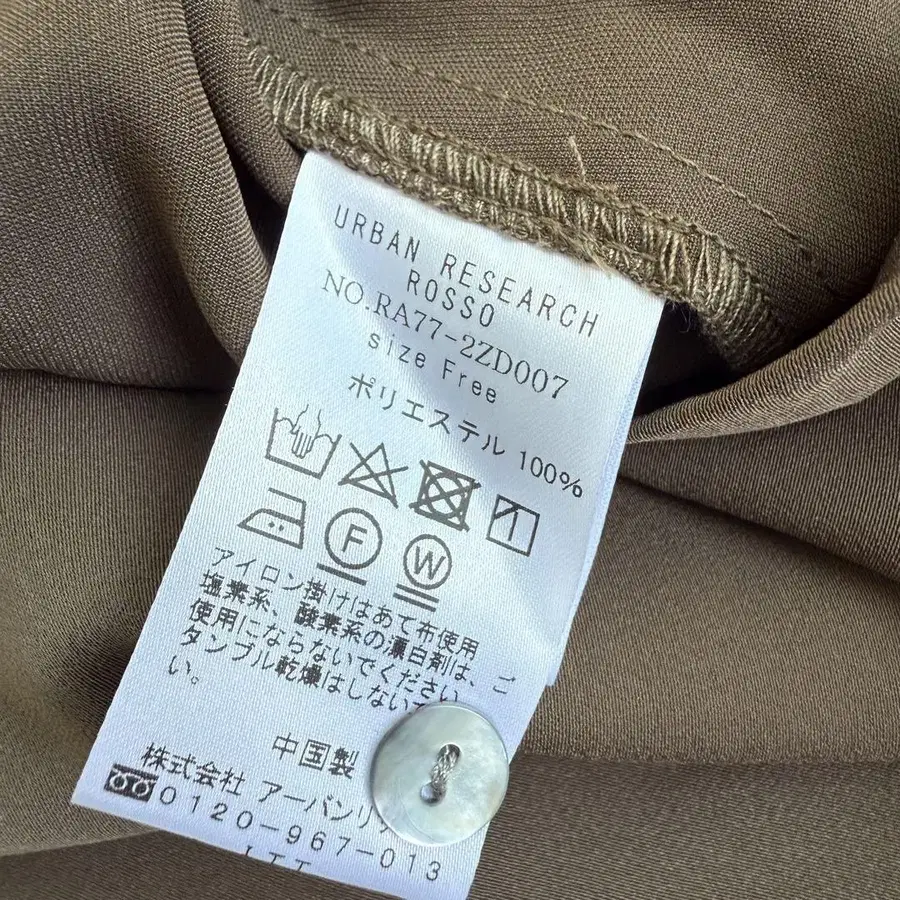 URBAN RESEARCH
ROSSO
NO.RA77-2ZD007
size Free
ポリエステル 100%
F
W
アイロン掛けはあて布使用
塩素系、酸素系の漂白剤は、ご
使用にならないでください。
タンブル乾燥はしないで
い。
中国製
株式会社 アーバンリ
0120-967-013